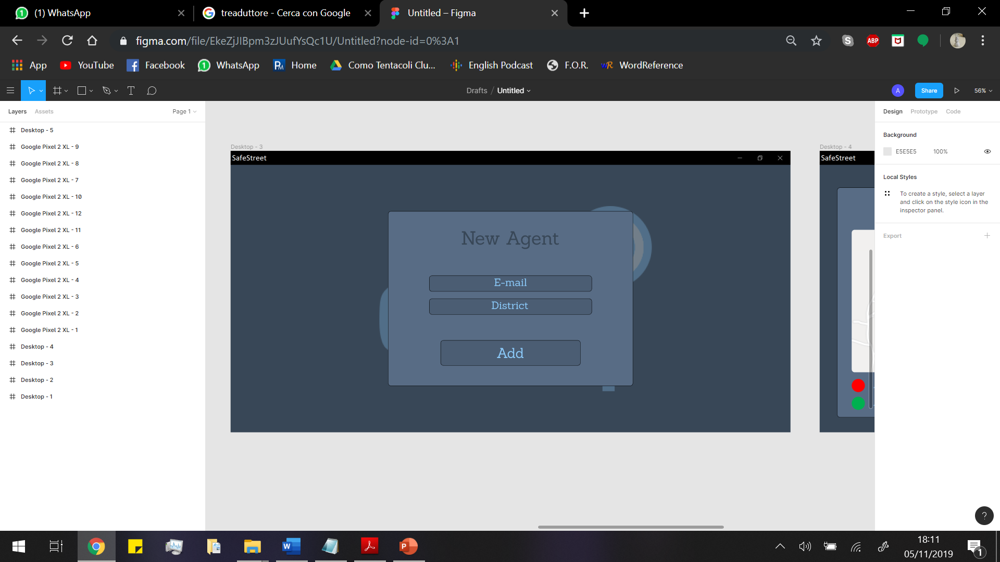 (1) WhatsApp
treaduttore - Cerca con Google
Untitled – Figma
figma.com/file/EkeZjJIBpm3zJUufYsQc1U/Untitled?node-id=0%3A1
S
ABP
App
YouTube
Facebook
WhatsApp
Home
Como Tentacoli Clu...
English Podcast
F.O.R.
WordReference
Drafts / Untitled
A
Share
56%
Layers
Assets
Page 1
Desktop - 5
Google Pixel 2 XL - 9
Google Pixel 2 XL - 8
Google Pixel 2 XL - 7
Google Pixel 2 XL - 10
Google Pixel 2 XL - 12
Google Pixel 2 XL - 11
Google Pixel 2 XL - 6
Google Pixel 2 XL - 5
Google Pixel 2 XL - 4
Google Pixel 2 XL - 3
Google Pixel 2 XL - 2
Google Pixel 2 XL - 1
Desktop - 4
Desktop - 3
Desktop - 2
Desktop - 1
Desktop - 3
SafeStreet
New Agent
E-mail
District
Add
Desktop - 4
SafeStreet
Design
Prototype
Code
Background
E5E5E5
100%
Local Styles
To create a style, select a layer
and click on the style icon in the
inspector panel.
Export
?
18:11
05/11/2019
1